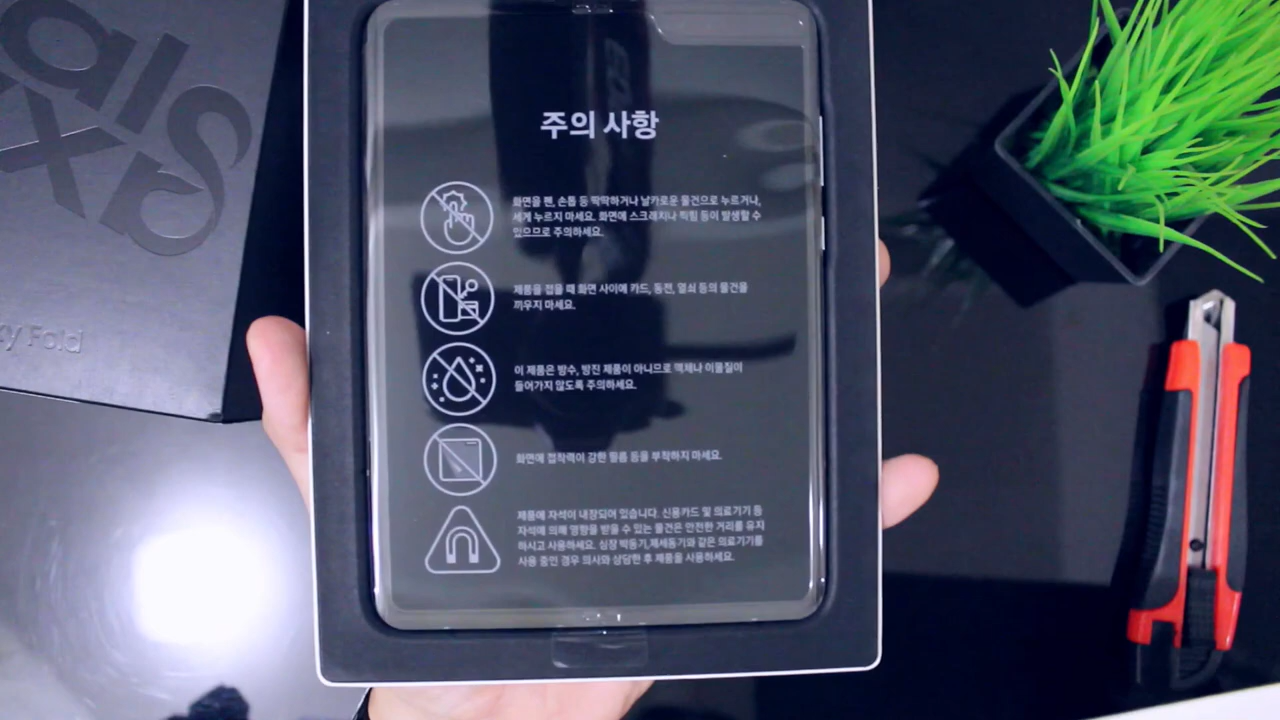 주의 사항
화면을 펜, 손톱 등 딱딱하거나 날카로운 물건으로 누르거나,
세게 누르지 마세요. 화면에 스크래치나 찍힘 등이 발생할 수
있으므로 주의하세요.
제품을 접을 때 화면 사이에 카드, 동전, 열쇠 등의 물건을
끼우지 마세요.
이 제품은 방수, 방진 제품이 아니므로 액체나 이물질이
들어가지 않도록 주의하세요.
화면에 접착력이 강한 필름 등을 부착하지 마세요.
제품에 자석이 내장되어 있습니다. 신용카드 및 의료기기 등
자석에 의해 영향을 받을 수 있는 물건은 안전한 거리를 유지
하시고 사용하세요. 심장 박동기,제세동기와 같은 의료기기를
사용 중인 경우 의사와 상담한 후 제품을 사용하세요.
xy Fold